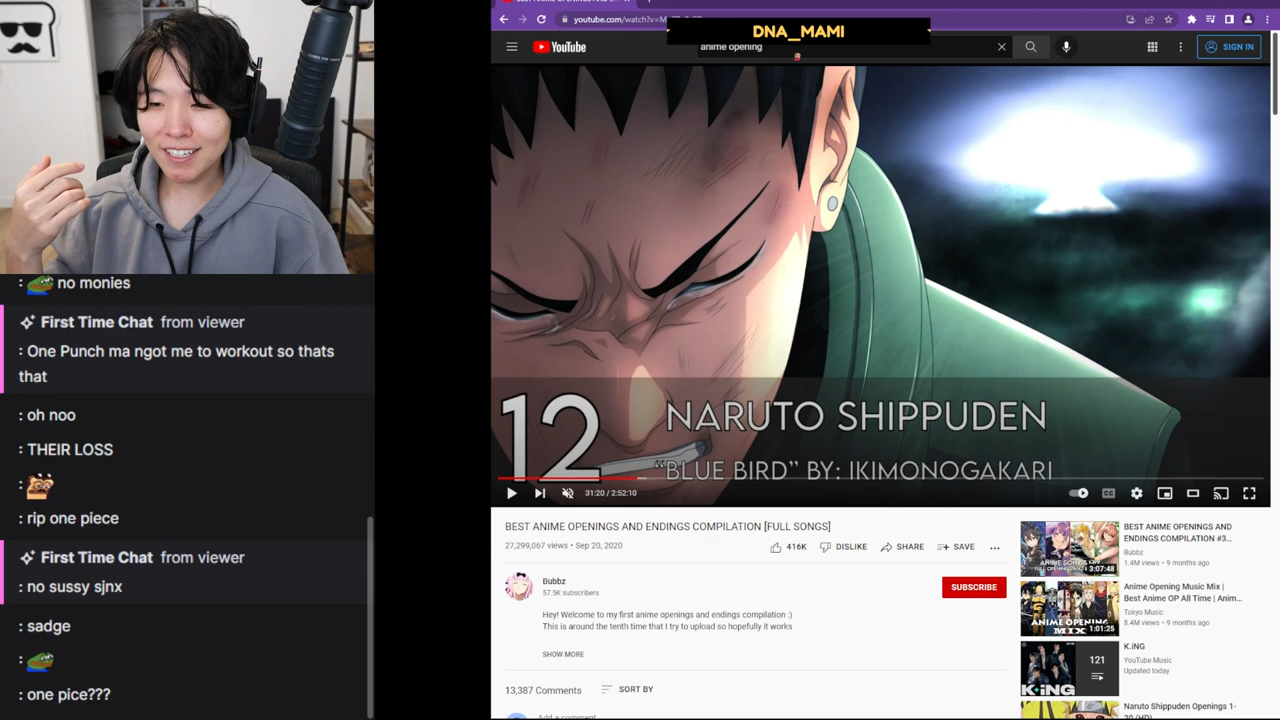 youtube.com/watch?v=M
DNA_MAMI
YouTube
anime opening
SIGN IN
12
NARUTO SHIPPUDEN
"BLUE BIRD" BY: IKIMONOGAKARI
31:20 / 2:52:10
BEST ANIME OPENINGS AND ENDINGS COMPILATION [FULL SONGS]
27,299,067 views • Sep 20, 2020
416K
DISLIKE
SHARE
SAVE
Bubbz
57.5K subscribers
SUBSCRIBE
Hey! Welcome to my first anime openings and endings compilation :)
This is around the tenth time that I try to upload so hopefully it works
SHOW MORE
13,387 Comments
SORT BY
Add a comment
BEST ANIME OPENINGS AND
ENDINGS COMPILATION #3...
Bubbz
1.4M views • 9 months ago
3:07:48
Anime Opening Music Mix |
Best Anime OP All Time | Anim...
Tokyo Music
8.4M views • 9 months ago
ANIME OPENING
MIX
1:01:25
K.iNG
YouTube Music
Updated today
121
K-iNG
Naruto Shippuden Openings 1-
20 (HD)
: no monies
First Time Chat from viewer
: One Punch ma ngot me to workout so thats
that
: oh noo
: THEIR LOSS
:
: rip one piece
First Time Chat from viewer
: no sussy sjnx
: sadge
:
: one pice???